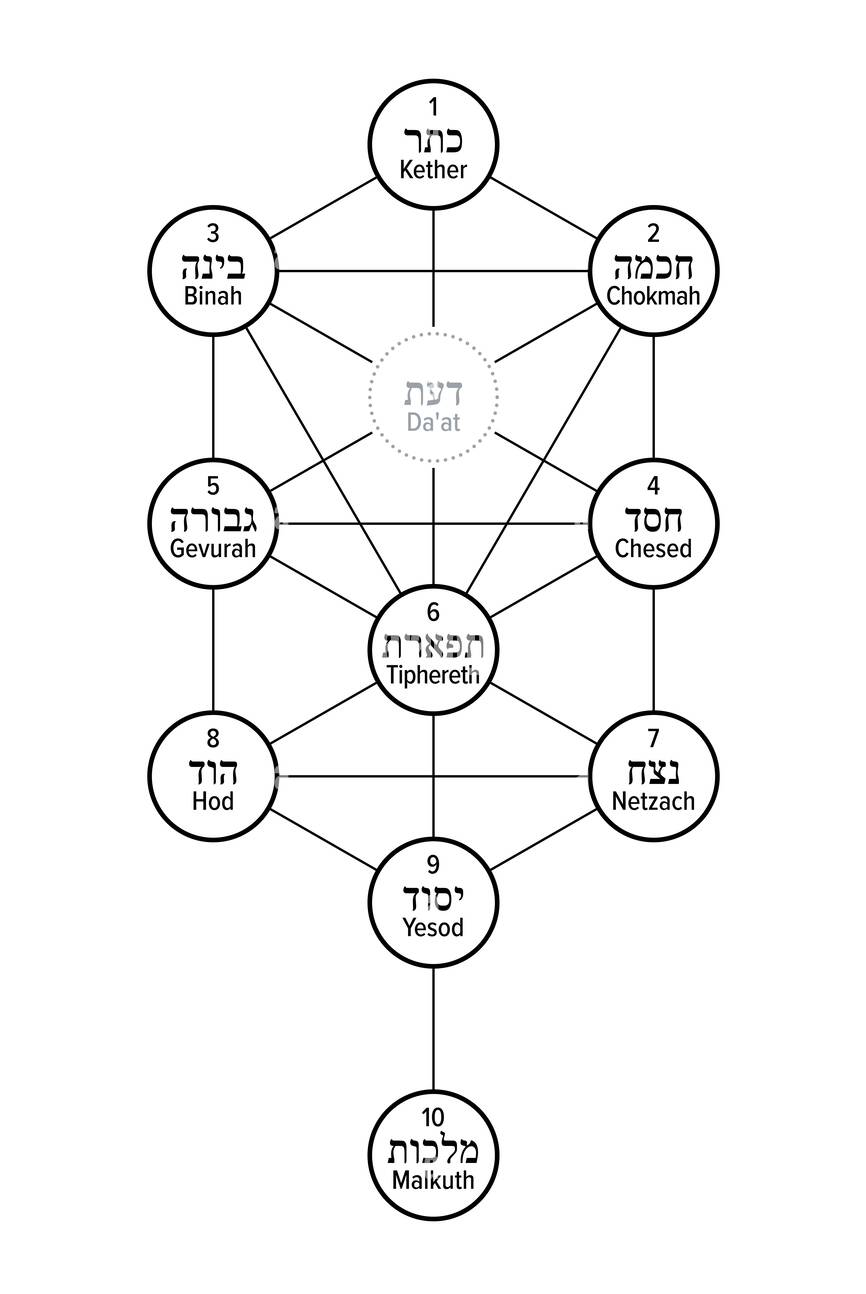 1
כתר
Kether
3
בינה
Binah
2
חכמה
Chokmah
דעת
Da'at
5
גבורה
Gevurah
4
חסד
Chesed
6
תפארת
Tiphereth
8
הוד
Hod
7
נצח
Netzach
9
יסוד
Yesod
10
מלכות
Malkuth